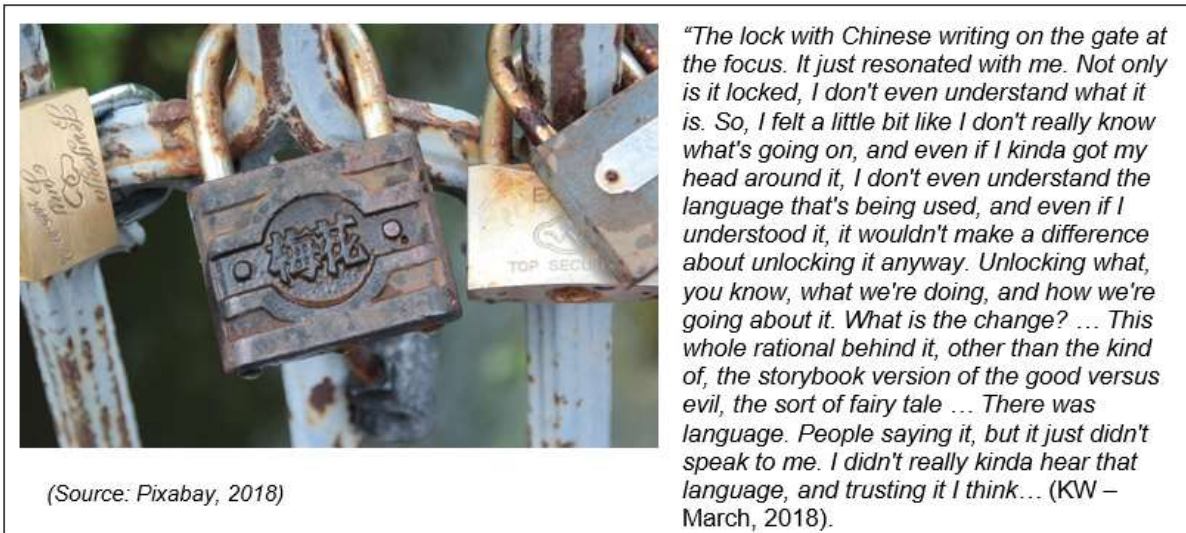 梅花
TOP SECURI
(Source: Pixabay, 2018)
“The lock with Chinese writing on the gate at
the focus. It just resonated with me. Not only
is it locked, I don't even understand what it
is. So, I felt a little bit like I don't really know
what's going on, and even if I kinda got my
head around it, I don't even understand the
language that's being used, and even if I
understood it, it wouldn't make a difference
about unlocking it anyway. Unlocking what,
you know, what we're doing, and how we're
going about it. What is the change? … This
whole rational behind it, other than the kind
of, the storybook version of the good versus
evil, the sort of fairy tale … There was
language. People saying it, but it just didn't
speak to me. I didn't really kinda hear that
language, and trusting it I think… (KW –
March, 2018).